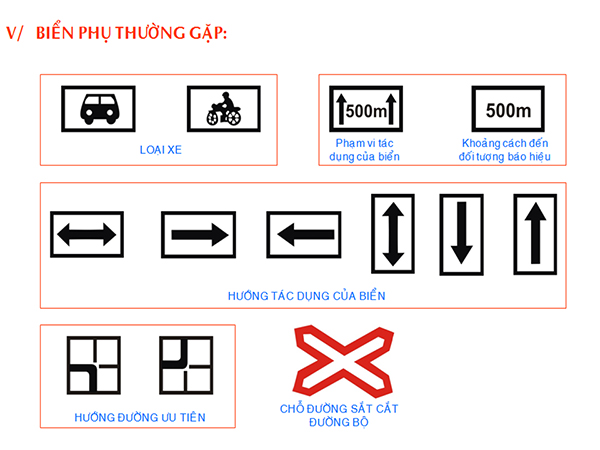 V/ BIỂN PHỤ THƯỜNG GẶP:
LOẠI XE
500m
500m
Phạm vi tác
dụng của biển
Khoảng cách đến
đối tượng báo hiệu
HƯỚNG TÁC DỤNG CỦA BIỂN
HƯỚNG ĐƯỜNG ƯU TIÊN
CHỖ ĐƯỜNG SẮT CẮT
ĐƯỜNG BỘ